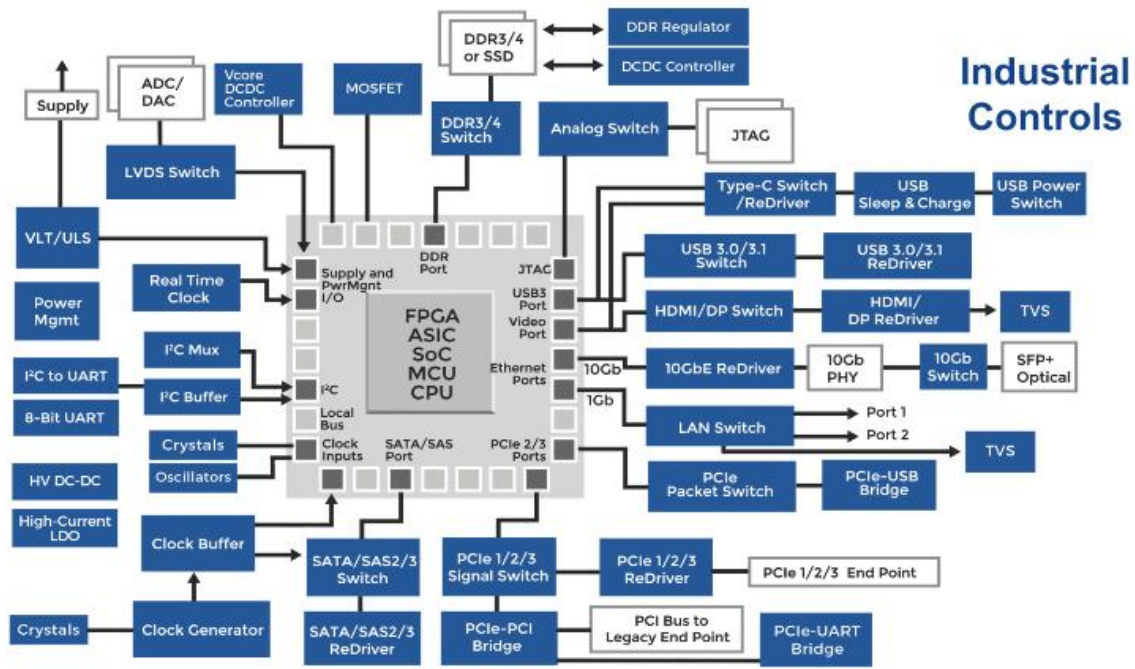 DDR3/4
or SSD
DDR Regulator
DCDC Controller
Industrial
Controls
Supply
ADC/
DAC
Vcore
DCDC
Controller
MOSFET
DDR3/4
Switch
Analog Switch
JTAG
LVDS Switch
Type-C Switch
/ReDriver
USB
Sleep & Charge
USB Power
Switch
VLT/ULS
DDR
Port
USB 3.0/3.1
Switch
USB 3.0/3.1
ReDriver
Real Time
Clock
Supply and
PwrMgnt
I/O
JTAC
USB3
Port
Video
Port
HDMI/DP Switch
HDMI/
DP ReDriver
TVS
Power
Mgmt
FPGA
ASIC
SoC
MCU
CPU
Ethernet
Ports
10Gb
1Gb
10GbE ReDriver
10Gb
PHY
10Gb
Switch
SFP+
Optical
I²C Mux
I²C to UART
I²C Buffer
I²C
8-Bit UART
Local
Bus
LAN Switch
Port 1
Port 2
TVS
Crystals
Oscillators
Clock
Inputs
SATA/SAS
Port
PCIe 2/3
Ports
PCIe
Packet Switch
PCIe-USB
Bridge
HV DC-DC
High-Current
LDO
Clock Buffer
SATA/SAS2/3
Switch
PCIe 1/2/3
Signal Switch
PCIe 1/2/3
ReDriver
PCIe 1/2/3 End Point
Crystals
Clock Generator
SATA/SAS2/3
ReDriver
PCIe-PCI
Bridge
PCI Bus to
Legacy End Point
PCIe-UART
Bridge